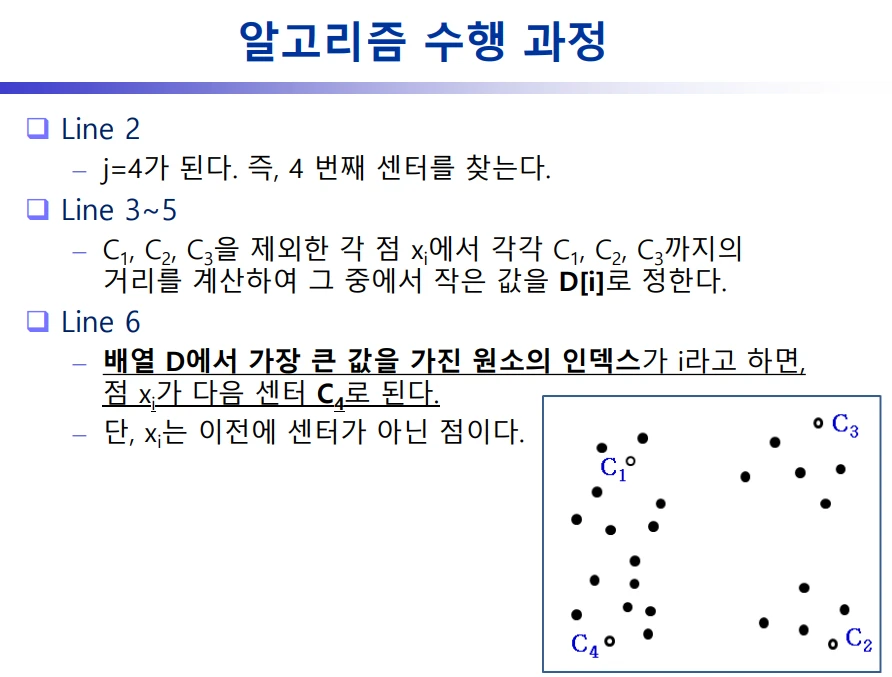 알고리즘 수행 과정
❑ Line 2
– j=4가 된다. 즉, 4 번째 센터를 찾는다.
❑ Line 3~5
– C₁, C₂, C₃을 제외한 각 점 xᵢ에서 각각 C₁, C₂, C₃까지의
거리를 계산하여 그 중에서 작은 값을 D[i]로 정한다.
❑ Line 6
– 배열 D에서 가장 큰 값을 가진 원소의 인덱스가 i라고 하면,
점 xᵢ가 다음 센터 C₄로 된다.
– 단, xᵢ는 이전에 센터가 아닌 점이다.
C₃
C₁
C₄
C₂